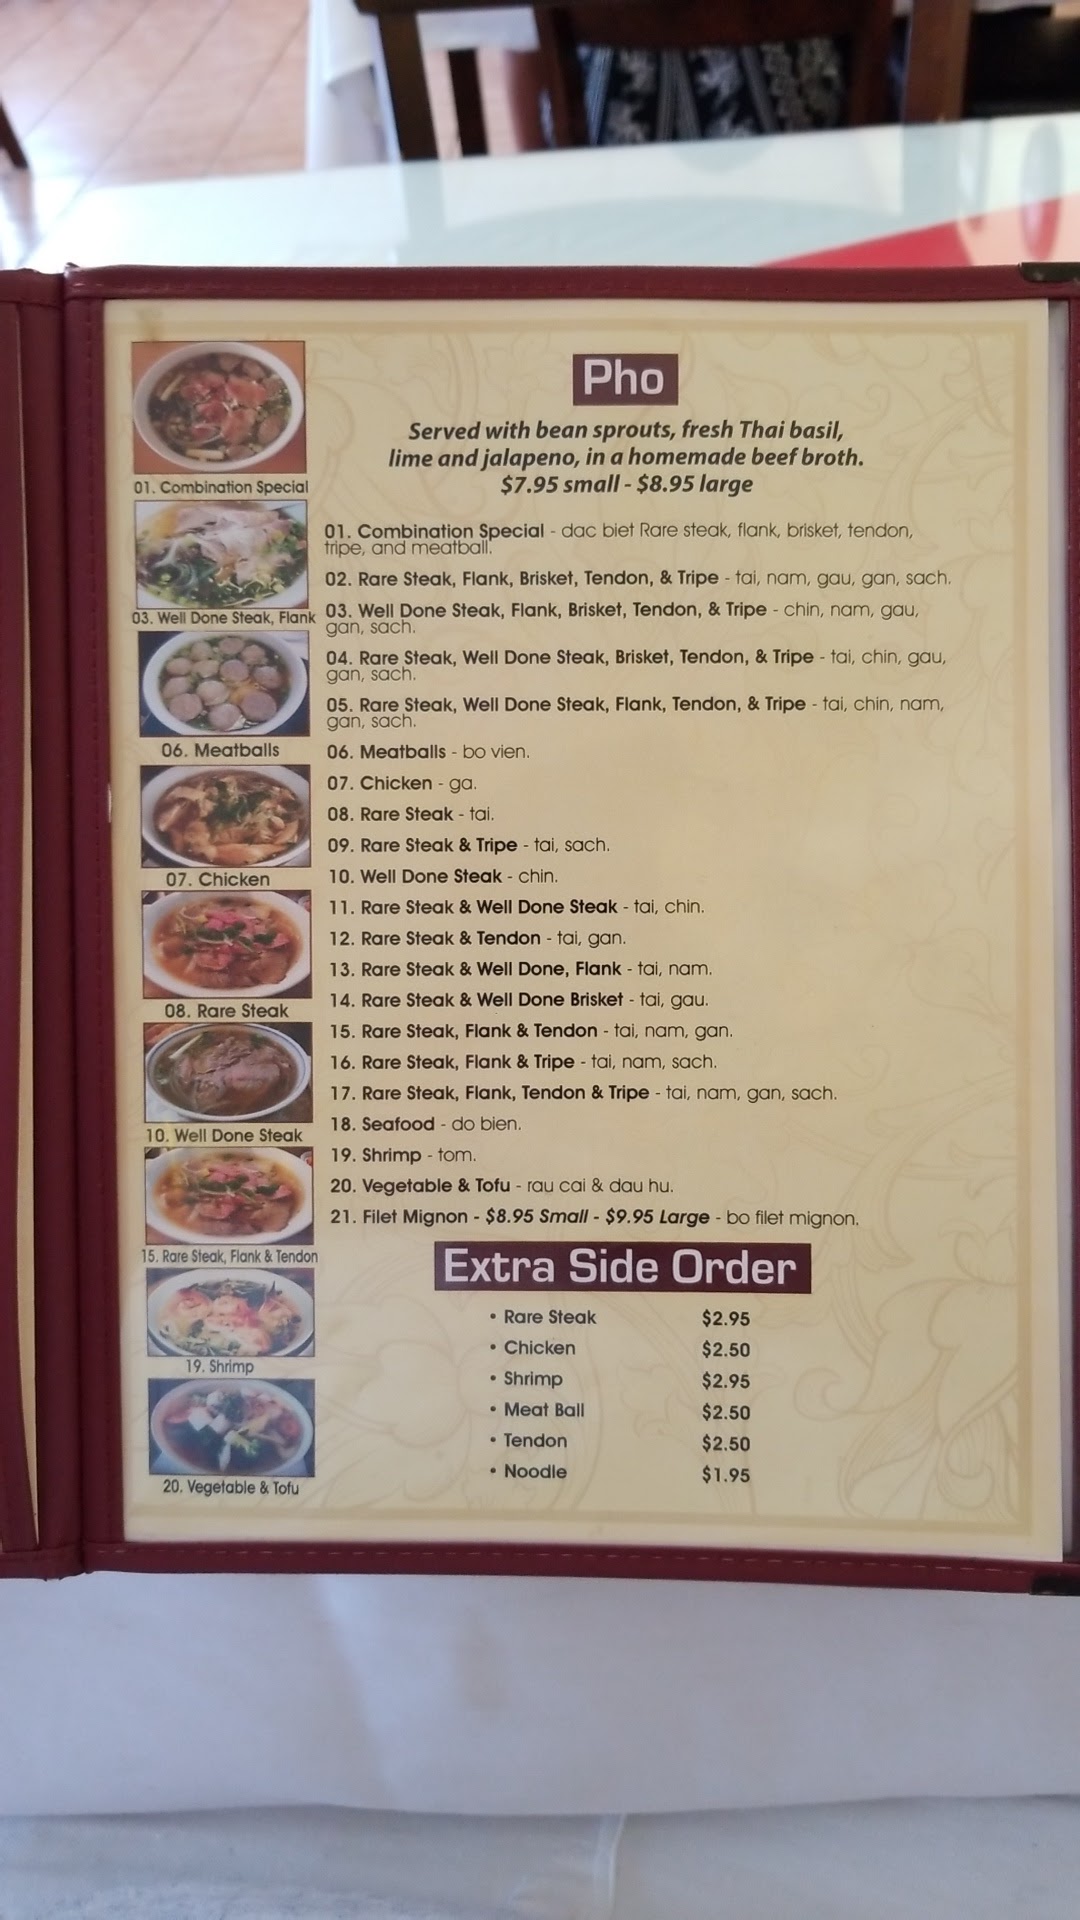 Pho
Served with bean sprouts, fresh Thai basil,
lime and jalapeno, in a homemade beef broth.
$7.95 small - $8.95 large
01. Combination Special
03. Well Done Steak, Flank
06. Meatballs
07. Chicken
08. Rare Steak
10. Well Done Steak
15. Rare Steak, Flank & Tendon
19. Shrimp
20. Vegetable & Tofu
01. Combination Special - dac biet Rare steak, flank, brisket, tendon,
tripe, and meatball.
02. Rare Steak, Flank, Brisket, Tendon, & Tripe - tai, nam, gau, gan, sach.
03. Well Done Steak, Flank, Brisket, Tendon, & Tripe - chin, nam, gau,
gan, sach.
04. Rare Steak, Well Done Steak, Brisket, Tendon, & Tripe - tai, chin, gau,
gan, sach.
05. Rare Steak, Well Done Steak, Flank, Tendon, & Tripe - tai, chin, nam,
gan, sach.
06. Meatballs - bo vien.
07. Chicken - ga.
08. Rare Steak - tai.
09. Rare Steak & Tripe - tai, sach.
10. Well Done Steak - chin.
11. Rare Steak & Well Done Steak - tai, chin.
12. Rare Steak & Tendon - tai, gan.
13. Rare Steak & Well Done, Flank - tai, nam.
14. Rare Steak & Well Done Brisket - tai, gau.
15. Rare Steak, Flank & Tendon - tai, nam, gan.
16. Rare Steak, Flank & Tripe - tai, nam, sach.
17. Rare Steak, Flank, Tendon & Tripe - tai, nam, gan, sach.
18. Seafood - do bien.
19. Shrimp - tom.
20. Vegetable & Tofu - rau cai & dau hu.
21. Filet Mignon - $8.95 Small - $9.95 Large - bo filet mignon.
Extra Side Order
• Rare Steak $2.95
• Chicken $2.50
• Shrimp $2.95
• Meat Ball $2.50
• Tendon $2.50
• Noodle $1.95